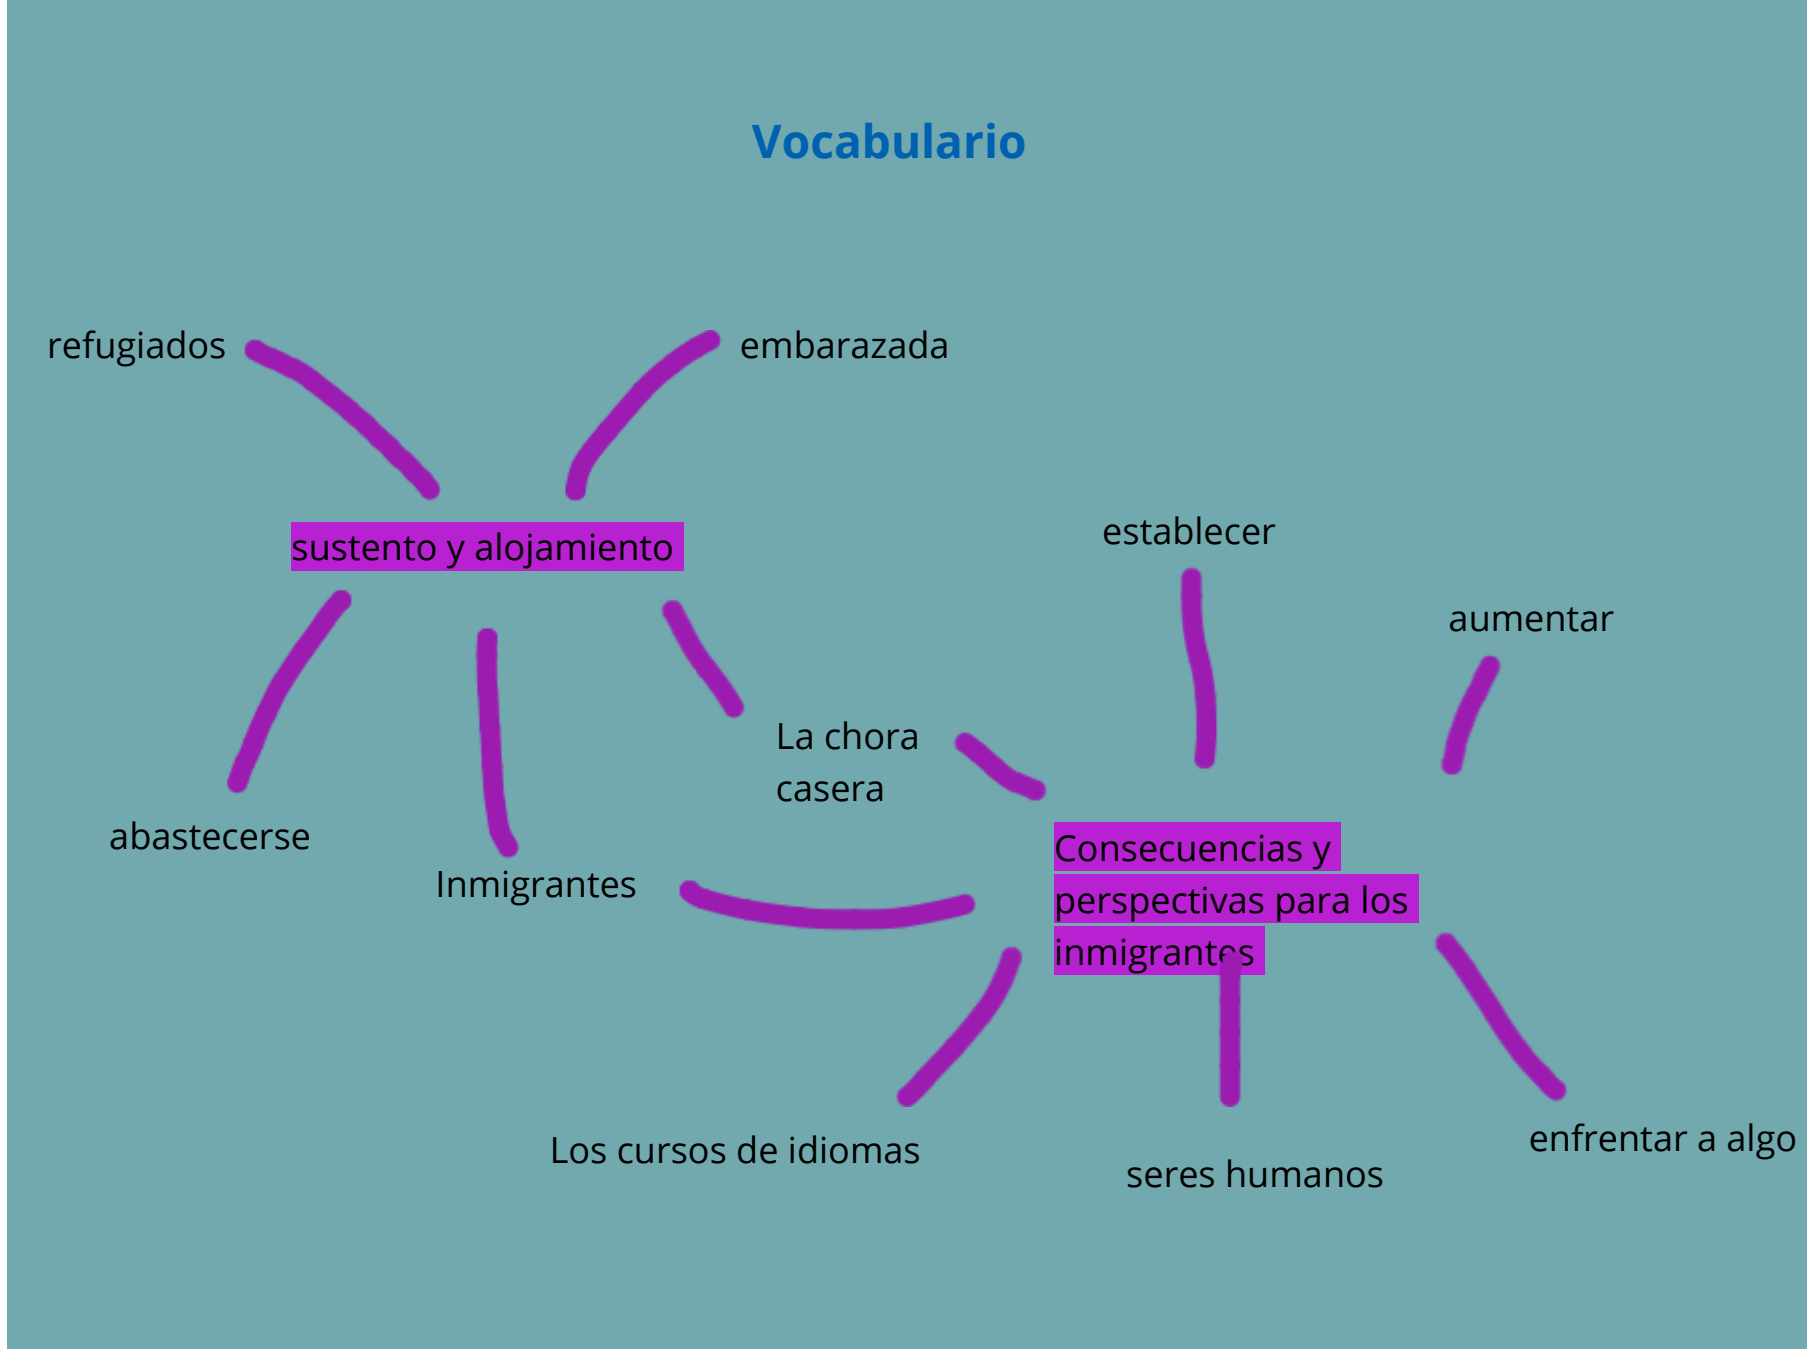 Vocabulario
refugiados
embarazada
sustento y alojamiento
establecer
aumentar
La chora
casera
abastecerse
Inmigrantes
Consecuencias y
perspectivas para los
inmigrantes
Los cursos de idiomas
seres humanos
enfrentar a algo